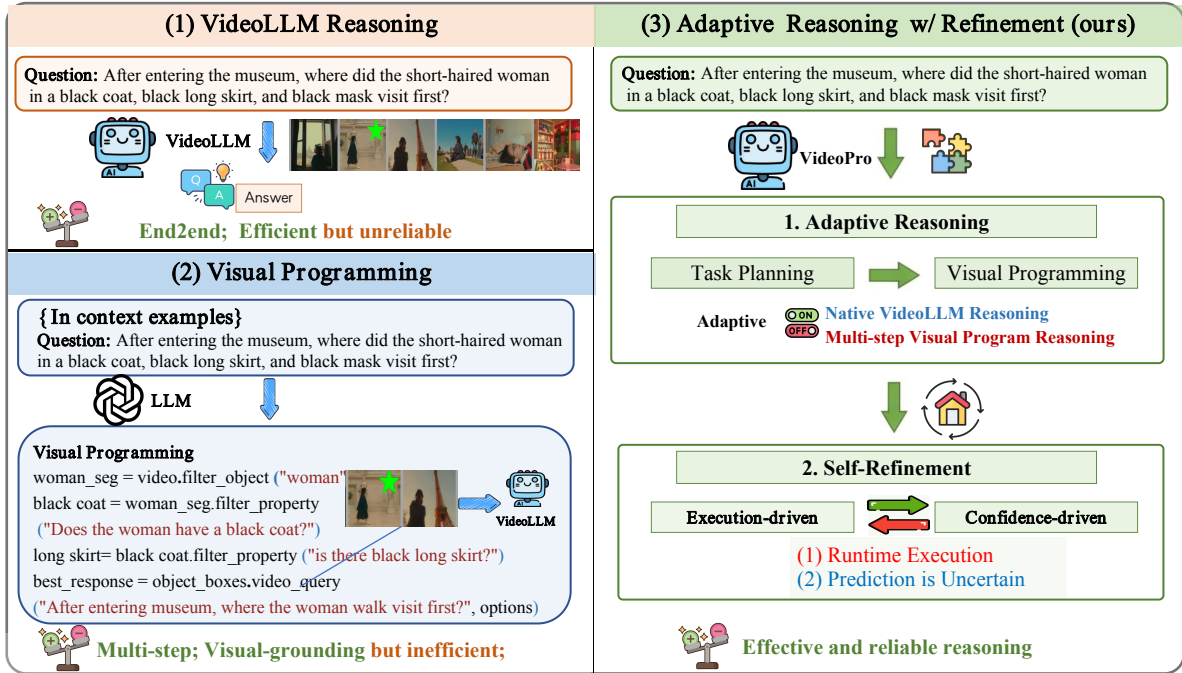 (1) VideoLLM Reasoning
Question: After entering the museum, where did the short-haired woman
in a black coat, black long skirt, and black mask visit first?
VideoLLM
AI
Q
A
Answer
End2end; Efficient but unreliable
(2) Visual Programming
{In context examples}
Question: After entering the museum, where did the short-haired woman
in a black coat, black long skirt, and black mask visit first?
LLM
Visual Programming
woman_seg = video.filter_object ("woman"
black coat = woman_seg.filter_property
("Does the woman have a black coat?")
long skirt= black coat.filter_property ("is there black long skirt?")
best_response = object_boxes.video_query
("After entering museum, where the woman walk visit first?", options)
AI
VideoLLM
Multi-step; Visual-grounding but inefficient;
(3) Adaptive Reasoning w/ Refinement (ours)
Question: After entering the museum, where did the short-haired woman
in a black coat, black long skirt, and black mask visit first?
AI
VideoPro
1. Adaptive Reasoning
Task Planning
Visual Programming
Adaptive
ON
Native VideoLLM Reasoning
OFF
Multi-step Visual Program Reasoning
2. Self-Refinement
Execution-driven
Confidence-driven
(1) Runtime Execution
(2) Prediction is Uncertain
Effective and reliable reasoning